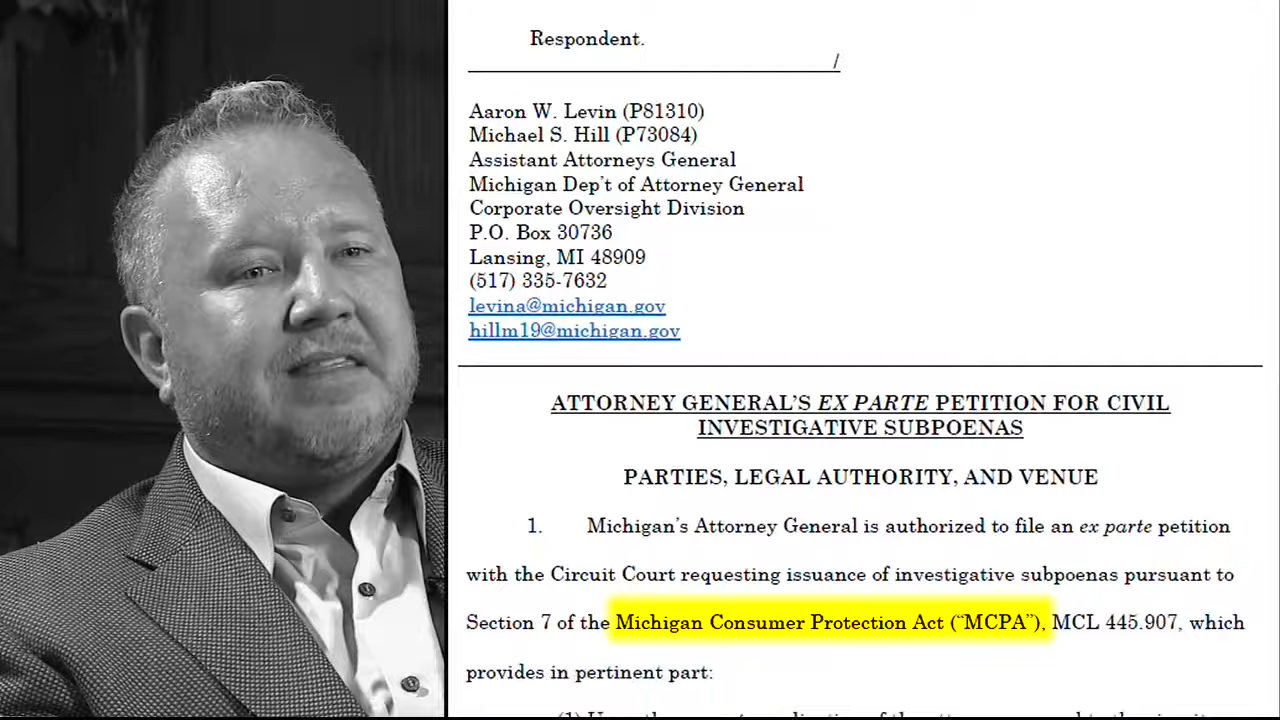 Respondent.
/
Aaron W. Levin (P81310)
Michael S. Hill (P73084)
Assistant Attorneys General
Michigan Dep't of Attorney General
Corporate Oversight Division
P.O. Box 30736
Lansing, MI 48909
(517) 335-7632
levina@michigan.gov
hillm19@michigan.gov
ATTORNEY GENERAL'S EX PARTE PETITION FOR CIVIL
INVESTIGATIVE SUBPOENAS
PARTIES, LEGAL AUTHORITY, AND VENUE
1. Michigan's Attorney General is authorized to file an ex parte petition
with the Circuit Court requesting issuance of investigative subpoenas pursuant to
Section 7 of the Michigan Consumer Protection Act ("MCPA"), MCL 445.907, which
provides in pertinent part: